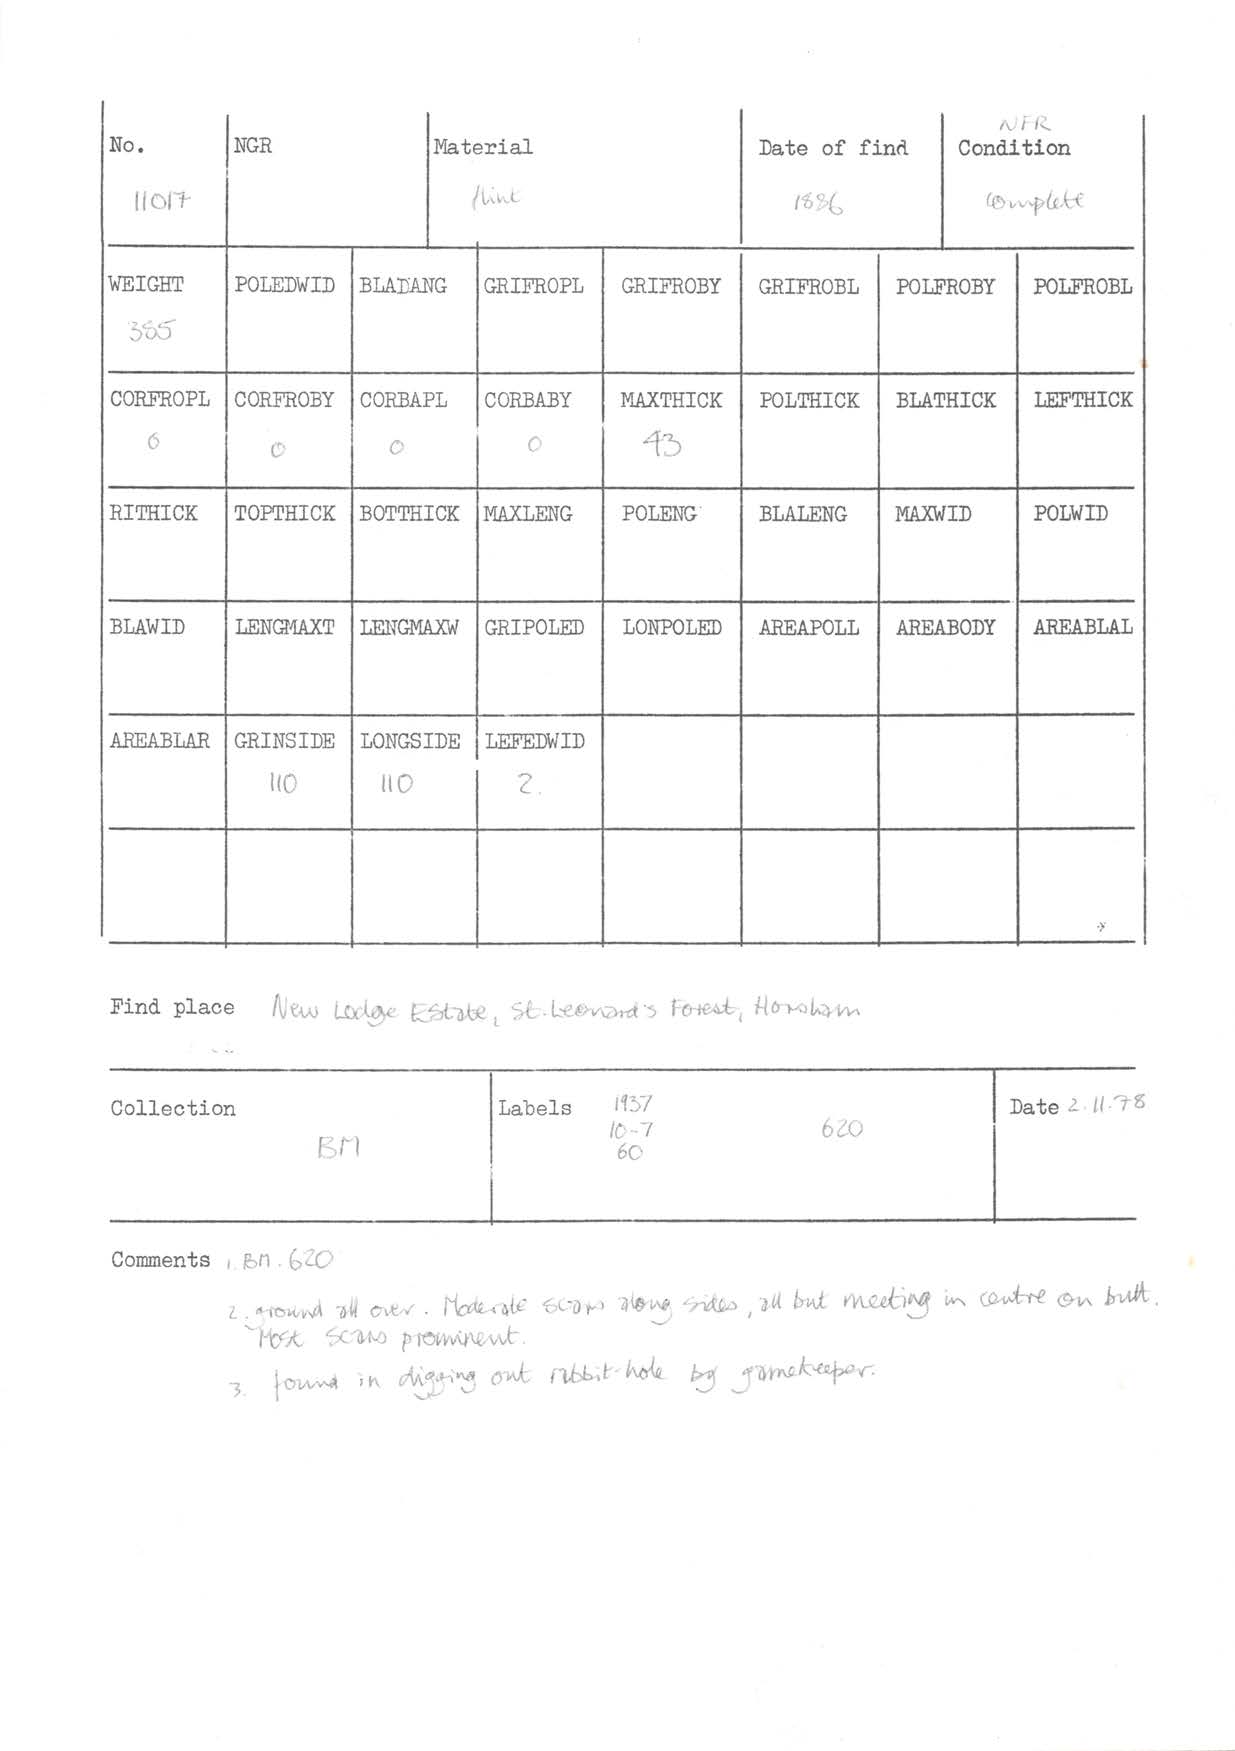 NFR
No. NGR Material Date of find Condition
11017 flint 1886 Complete
WEIGHT POLEDWID BLADANG GRIFROPL GRIFROBY GRIFROBL POLFROBY POLFROBL
385
CORFROPL CORFROBY CORBAPL CORBABY MAXTHICK POLTHICK BLATHICK LEFTHICK
0 0 0 0 43
RITHICK TOPTHICK BOTTHICK MAXLENG POLENG BLALENG MAXWID POLWID
BLAWID LENGMAXT LENGMAXW GRIPOLED LONPOLED AREAPOLL AREABODY AREABLAL
AREABLAR GRINSIDE LONGSIDE LEFEDWID
110 110 2.
Find place New Lodge Estate, St. Leonard's Forest, Horsham
Collection Labels 1937 Date 2.11.78
BM 10-7 620
60
Comments 1. BM. 620
2. ground all over. Moderate scars along sides, all but meeting in centre on butt.
Most scars prominent.
3. found in digging out rabbit-hole by gamekeeper.